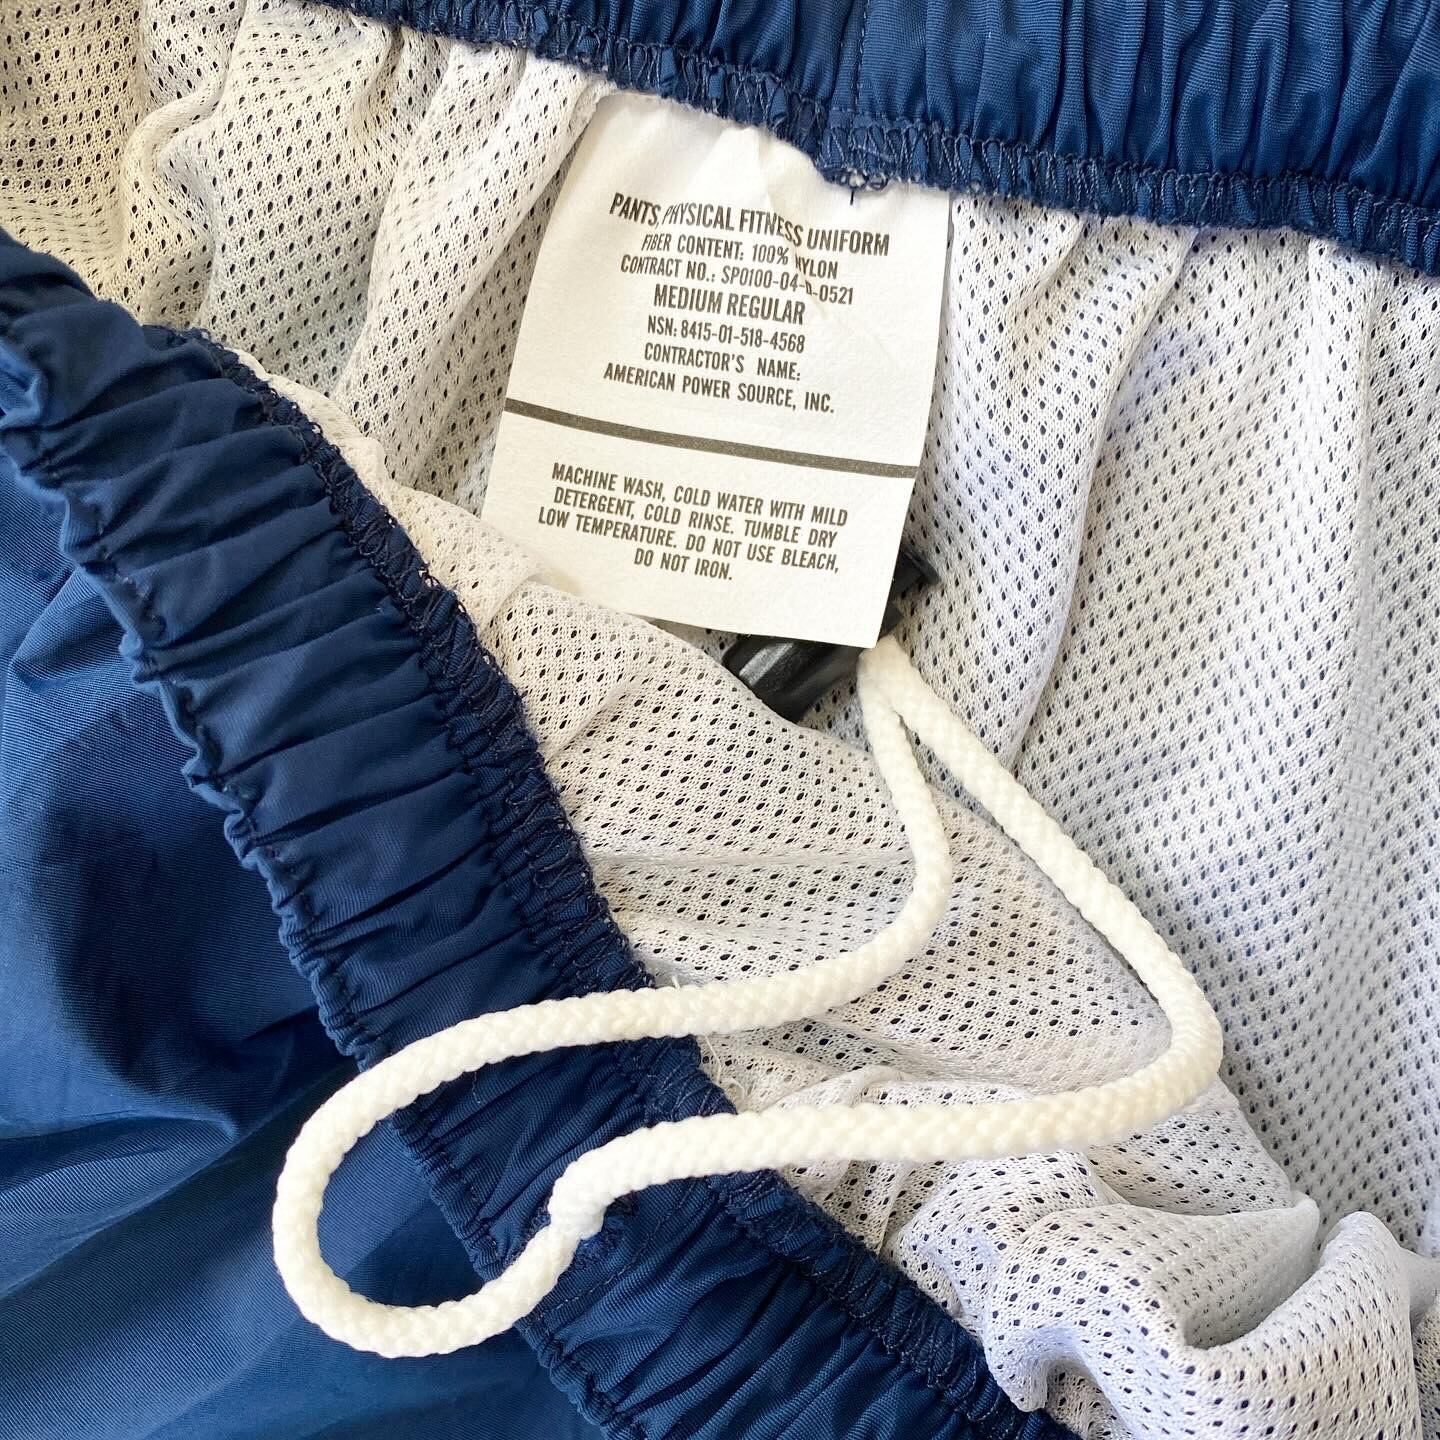 PANTS, PHYSICAL FITNESS UNIFORM
FIBER CONTENT: 100% NYLON
CONTRACT NO.: SP0100-04-D-0521
MEDIUM REGULAR
NSN: 8415-01-518-4568
CONTRACTOR'S NAME:
AMERICAN POWER SOURCE, INC.
MACHINE WASH, COLD WATER WITH MILD
DETERGENT, COLD RINSE. TUMBLE DRY
LOW TEMPERATURE. DO NOT USE BLEACH,
DO NOT IRON.